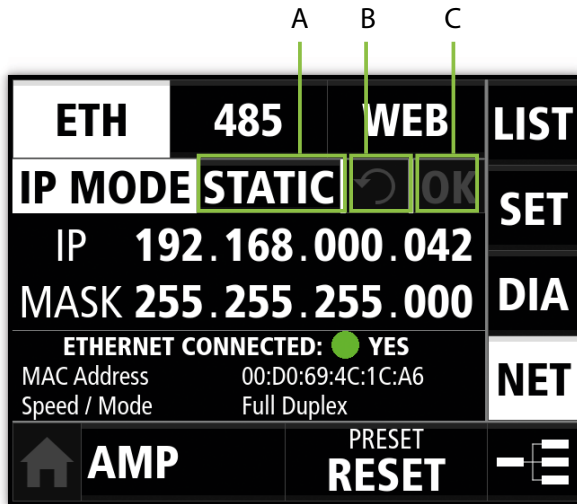 A B C
ETH 485 WEB LIST
IP MODE STATIC OK
SET
IP 192.168.000.042
MASK 255.255.255.000
DIA
ETHERNET CONNECTED: YES
MAC Address 00:D0:69:4C:1C:A6
Speed / Mode Full Duplex
NET
AMP
PRESET
RESET